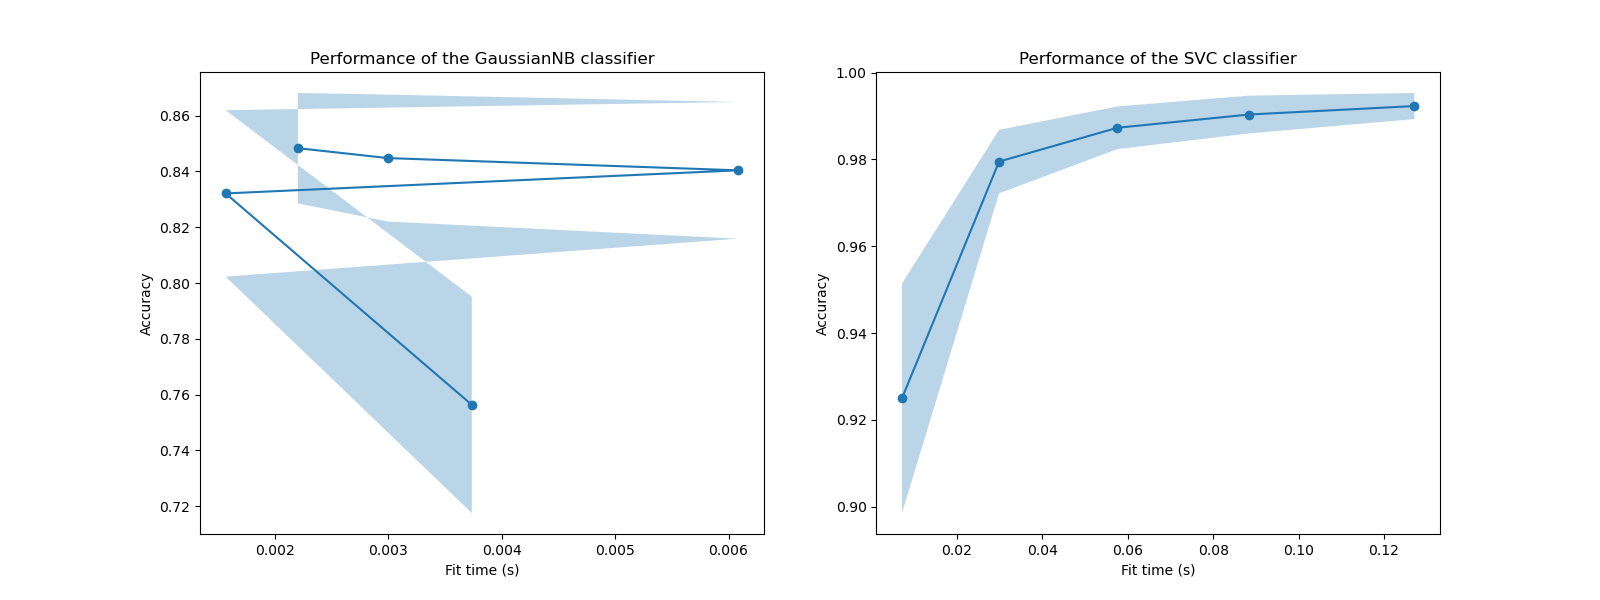 Performance of the GaussianNB classifier
Accuracy
0.86
0.84
0.82
0.80
0.78
0.76
0.74
0.72
0.002 0.003 0.004 0.005 0.006
Fit time (s)
Performance of the SVC classifier
Accuracy
1.00
0.98
0.96
0.94
0.92
0.90
0.02 0.04 0.06 0.08 0.10 0.12
Fit time (s)